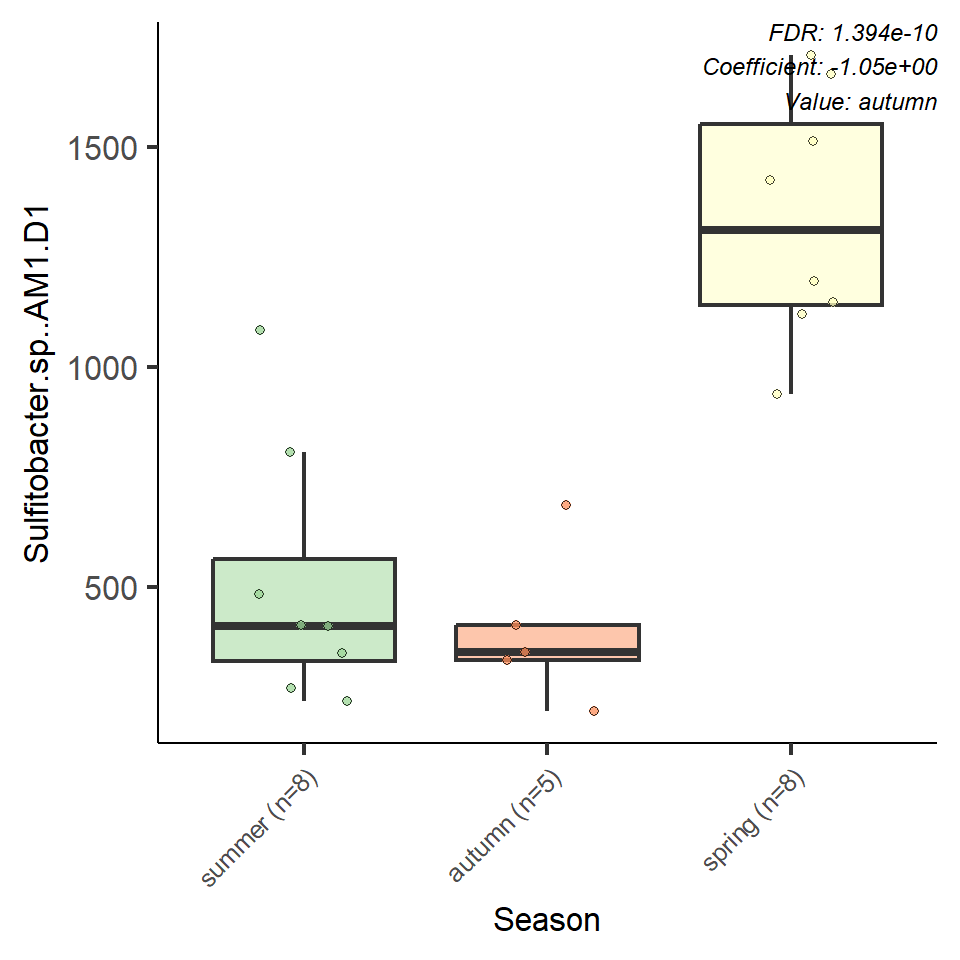 FDR: 1.394e-10
Coefficient: -1.05e+00
Value: autumn
1500
1000
500
Sulfitobacter.sp..AM1.D1
summer (n=8)
autumn (n=5)
spring (n=8)
Season